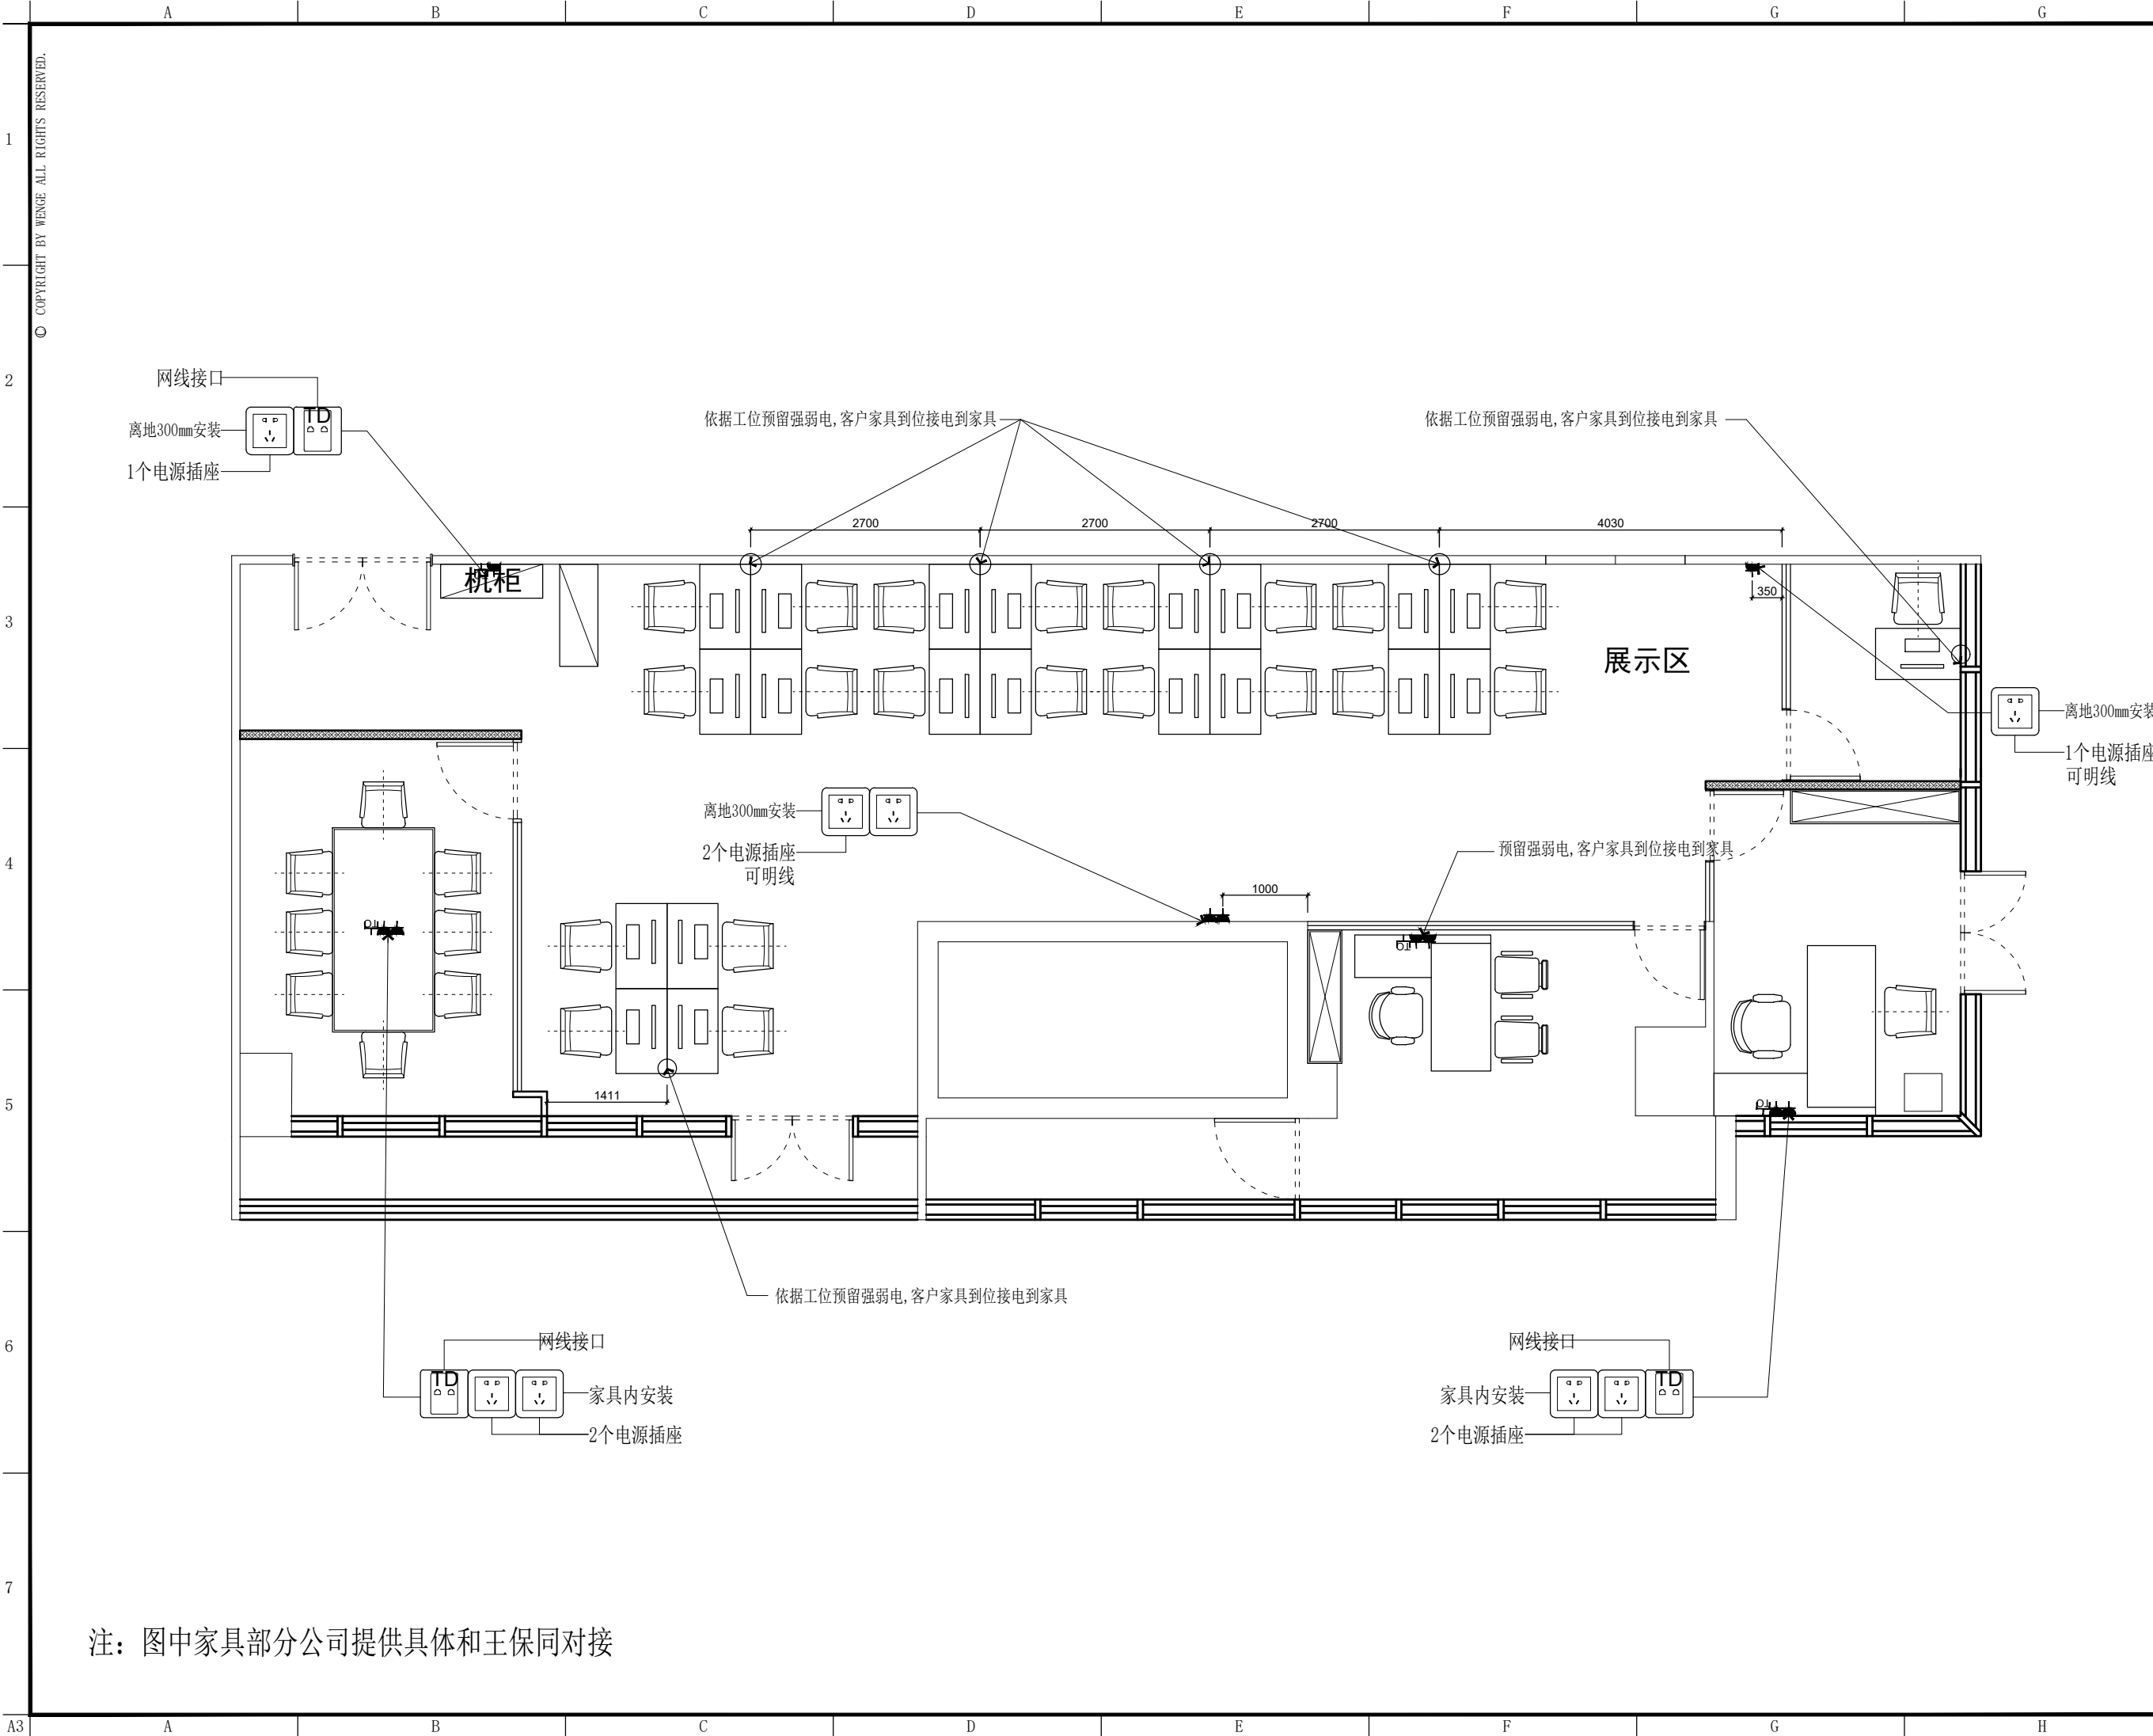 A B C D E F G G
© COPYRIGHT BY WENGE ALL RIGHTS RESERVED.
1
2
网线接口
TD
离地300mm安装
1个电源插座
依据工位预留强弱电,客户家具到位接电到家具
依据工位预留强弱电,客户家具到位接电到家具
2700 2700 2700 4030
机柜
350
3
展示区
离地300mm安装
1个电源插座
可明线
离地300mm安装
2个电源插座
可明线
预留强弱电,客户家具到位接电到家具
4
1000
TO
TO
5
1411
TO
依据工位预留强弱电,客户家具到位接电到家具
6
网线接口
TD
家具内安装
2个电源插座
网线接口
TD
家具内安装
2个电源插座
7
注：图中家具部分公司提供具体和王保同对接
A3 A B C D E F G H